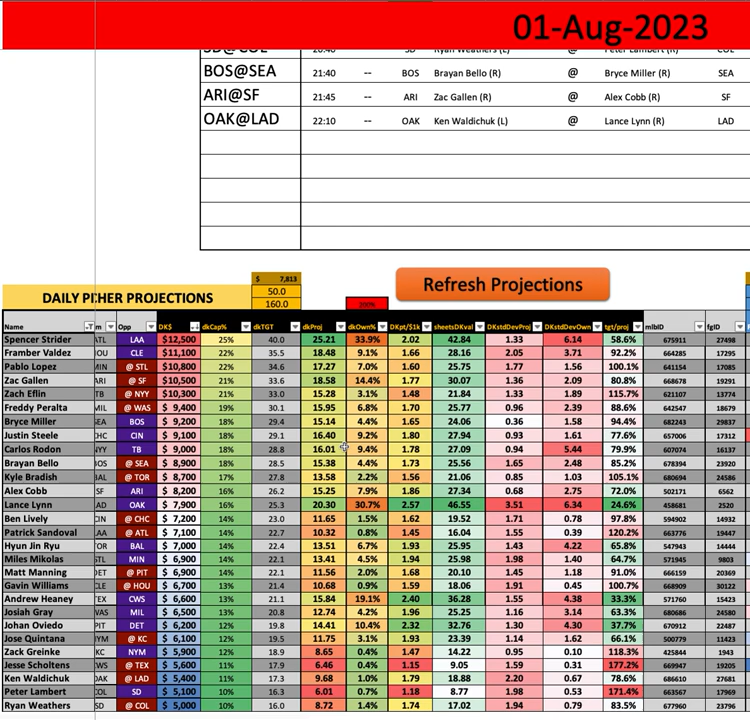 01-Aug-2023
SD@COL 20:40 -- SD Ryan Weathers (L) @ Peter Lambert (R) COL
BOS@SEA 21:40 -- BOS Brayan Bello (R) @ Bryce Miller (R) SEA
ARI@SF 21:45 -- ARI Zac Gallen (R) @ Alex Cobb (R) SF
OAK@LAD 22:10 -- OAK Ken Waldichuk (L) @ Lance Lynn (R) LAD
$ 7,813
Refresh Projections
50.0
DAILY PI HER PROJECTIONS 160.0 200%
Name m Opp DK$ dkCap% dkTGT dkProj dkOwn% DKpt/$1k sheetsDKval DKstdDevProj DKstdDevOwn tgt/proj mlbID fgID
Spencer Strider ATL LAA $12,500 25% 40.0 25.21 33.9% 2.02 42.84 1.33 6.14 58.6% 675911 27498
Framber Valdez OU CLE $11,100 22% 35.5 18.48 9.1% 1.66 28.16 2.05 3.71 92.2% 664285 17295
Pablo Lopez MIN @ STL $10,800 22% 34.6 17.27 7.0% 1.60 25.75 1.77 1.56 100.1% 641154 17085
Zac Gallen ARI @ SF $10,500 21% 33.6 18.58 14.4% 1.77 30.07 1.36 2.09 80.8% 668678 19291
Zach Eflin TB @ NYY $10,300 21% 33.0 15.28 3.1% 1.48 21.84 1.33 1.89 115.7% 621107 13774
Freddy Peralta MIL @ WAS $ 9,400 19% 30.1 15.95 6.8% 1.70 25.77 0.96 2.39 88.6% 642547 18679
Bryce Miller EA BOS $ 9,200 18% 29.4 15.14 4.4% 1.65 24.06 0.36 1.58 94.4% 682243 29837
Justin Steele CHC CIN $ 9,100 18% 29.1 16.40 9.2% 1.80 27.94 0.93 1.61 77.6% 657006 17312
Carlos Rodon NYY TB $ 9,000 18% 28.8 16.01 9.4% 1.78 27.09 0.94 5.44 79.9% 607074 16137
Brayan Bello @ SEA $ 8,900 18% 28.5 15.38 4.4% 1.73 25.56 1.65 2.48 85.2% 678394 23920
Kyle Bradish BAL @ TOR $ 8,700 17% 27.8 13.58 2.2% 1.56 21.06 0.85 1.03 105.1% 680694 24586
Alex Cobb SF ARI $ 8,200 16% 26.2 15.25 7.9% 1.86 27.34 0.68 2.75 72.0% 502171 6562
Lance Lynn AD OAK $ 7,900 16% 25.3 20.30 30.7% 2.57 46.55 3.51 6.34 24.6% 458681 2520
Ben Lively CIN @ CHC $ 7,200 14% 23.0 11.65 1.5% 1.62 19.52 1.71 0.78 97.8% 594902 14932
Patrick Sandoval AA @ ATL $ 7,100 14% 22.7 10.32 0.8% 1.45 16.04 1.55 0.39 120.2% 663776 19447
Hyun Jin Ryu TOR BAL $ 7,000 14% 22.4 13.51 6.7% 1.93 25.95 1.43 4.22 65.8% 547943 14444
Miles Mikolas STL MIN $ 6,900 14% 22.1 13.41 4.5% 1.94 25.98 1.40 1.98 64.7% 571945 9803
Matt Manning DET @ PIT $ 6,900 14% 22.1 11.56 2.0% 1.68 20.10 1.45 1.18 91.0% 666159 20369
Gavin Williams CLE @ HOU $ 6,700 13% 21.4 10.68 0.9% 1.59 18.06 1.91 0.45 100.7% 668909 30122
Andrew Heaney TEX CWS $ 6,600 13% 21.1 15.84 19.1% 2.40 36.28 1.55 4.38 33.3% 571760 15423
Josiah Gray WAS MIL $ 6,500 13% 20.8 12.74 4.2% 1.96 25.25 1.16 3.14 63.3% 680686 24580
Johan Oviedo PIT DET $ 6,200 12% 19.8 14.41 10.4% 2.32 32.76 1.30 4.30 37.7% 670912 22487
Jose Quintana NYM @ KC $ 6,100 12% 19.5 11.75 3.1% 1.93 23.39 1.14 1.62 66.1% 500779 11423
Zack Greinke KC NYM $ 5,900 12% 18.9 8.65 0.4% 1.47 14.22 0.95 0.10 118.3% 425844 1943
Jesse Scholtens CWS @ TEX $ 5,600 11% 17.9 6.46 0.4% 1.15 9.05 1.59 0.31 177.2% 669947 19205
Ken Waldichuk OAK @ LAD $ 5,400 11% 17.3 9.68 1.0% 1.79 18.88 2.20 0.67 78.6% 686610 27681
Peter Lambert COL SD $ 5,100 10% 16.3 6.01 0.7% 1.18 8.77 1.98 0.53 171.4% 663567 17969
Ryan Weathers SD @ COL $ 5,000 10% 16.0 8.72 1.4% 1.74 17.02 1.94 0.79 83.5% 677960 23796